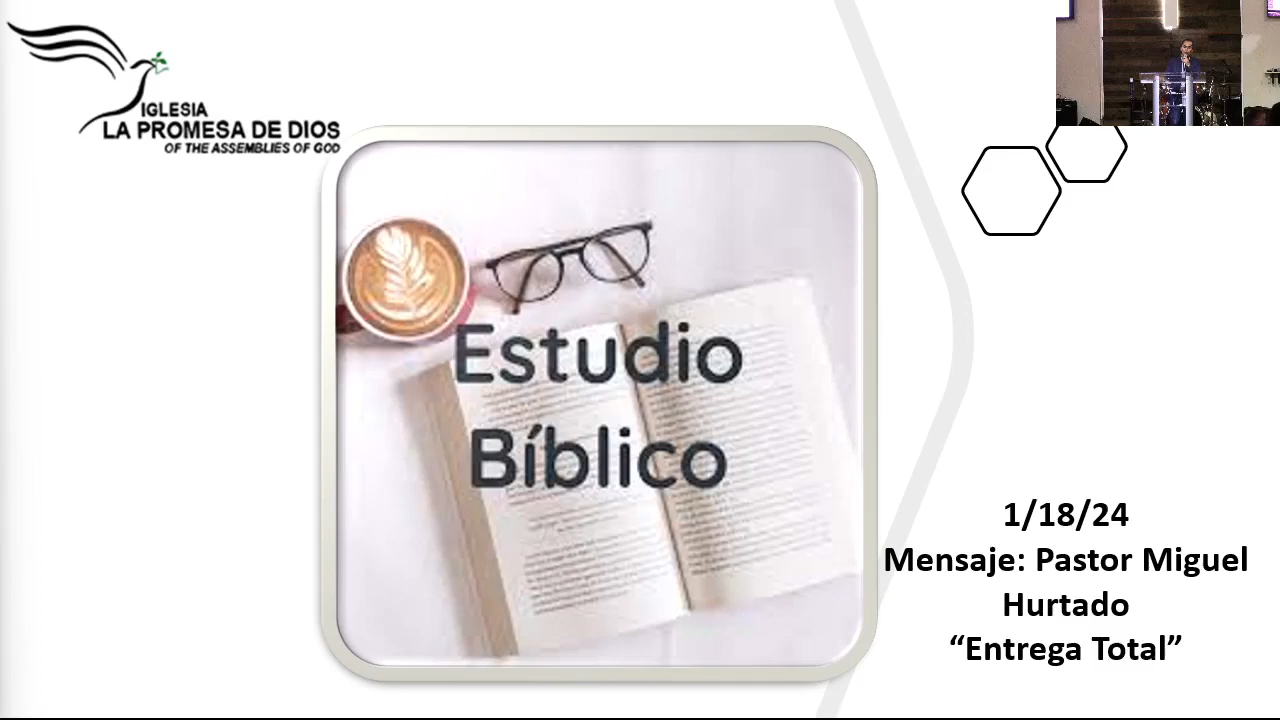 IGLESIA
LA PROMESA DE DIOS
OF THE ASSEMBLIES OF GOD
Estudio
Bíblico
1/18/24
Mensaje: Pastor Miguel
Hurtado
“Entrega Total”